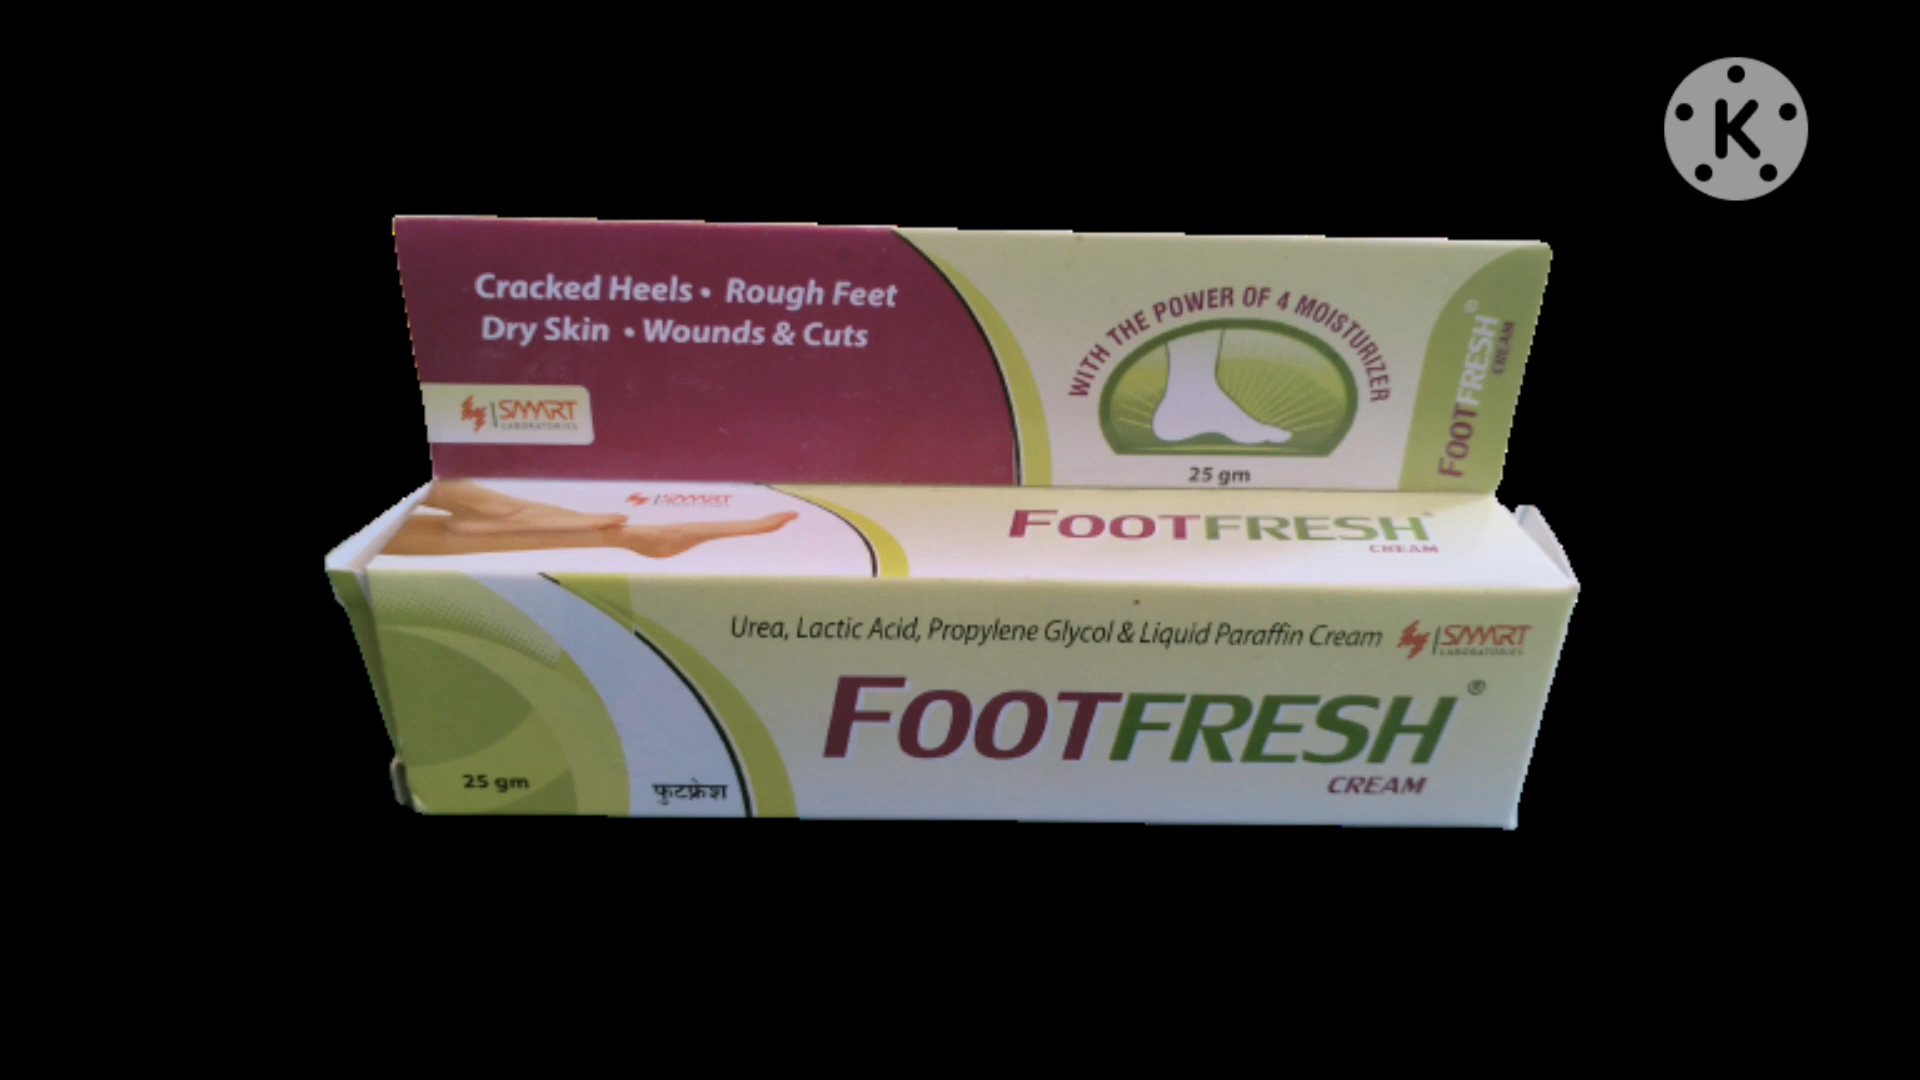 K
Cracked Heels • Rough Feet
Dry Skin • Wounds & Cuts
SMART
LABORATORIES
WITH THE POWER OF 4 MOISTURIZER
25 gm
FOOTFRESH®
CREAM
SMART
FOOTFRESH®
CREAM
Urea, Lactic Acid, Propylene Glycol & Liquid Paraffin Cream
SMART
LABORATORIES
FOOTFRESH®
CREAM
25 gm
फुटफ्रेश